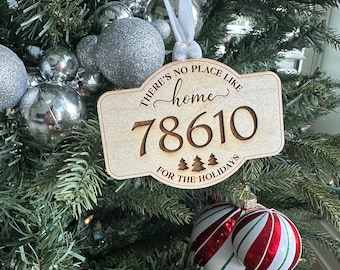 THERE'S NO PLACE LIKE
home
78610
FOR THE HOLIDAYS